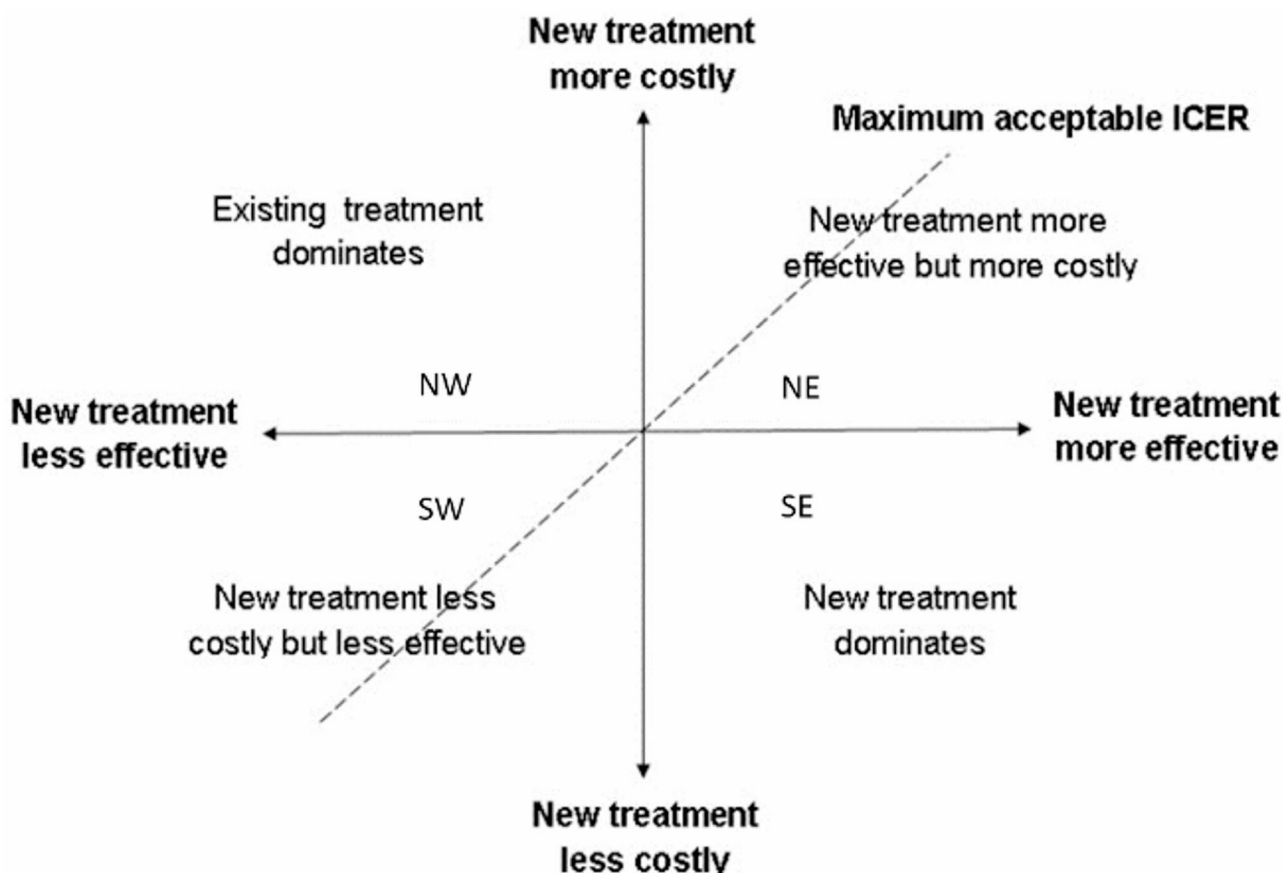 New treatment
more costly
Maximum acceptable ICER
Existing treatment
dominates
New treatment more
effective but more costly
NW
NE
New treatment
less effective
New treatment
more effective
SW
SE
New treatment less
costly but less effective
New treatment
dominates
New treatment
less costly